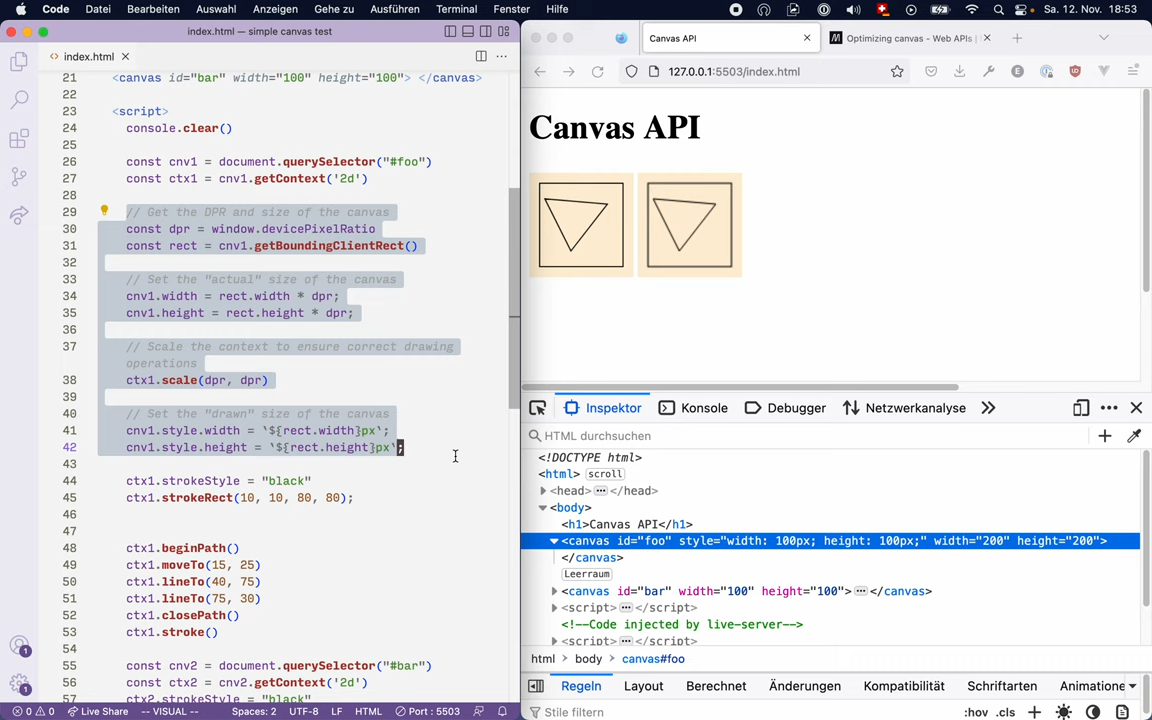 Code Datei Bearbeiten Auswahl Anzeigen Gehe zu Ausführen Terminal Fenster Hilfe Sa. 12. Nov. 18:53
index.html — simple canvas test
index.html
21 <canvas id="bar" width="100" height="100"> </canvas>
22
23 <script>
24 console.clear()
25
26 const cnv1 = document.querySelector("#foo")
27 const ctx1 = cnv1.getContext('2d')
28
29 // Get the DPR and size of the canvas
30 const dpr = window.devicePixelRatio
31 const rect = cnv1.getBoundingClientRect()
32
33 // Set the "actual" size of the canvas
34 cnv1.width = rect.width * dpr;
35 cnv1.height = rect.height * dpr;
36
37 // Scale the context to ensure correct drawing
operations
38 ctx1.scale(dpr, dpr)
39
40 // Set the "drawn" size of the canvas
41 cnv1.style.width = `${rect.width}px`;
42 cnv1.style.height = `${rect.height}px`;
43
44 ctx1.strokeStyle = "black"
45 ctx1.strokeRect(10, 10, 80, 80);
46
47
48 ctx1.beginPath()
49 ctx1.moveTo(15, 25)
50 ctx1.lineTo(40, 75)
51 ctx1.lineTo(75, 30)
52 ctx1.closePath()
53 ctx1.stroke()
54
55 const cnv2 = document.querySelector("#bar")
56 const ctx2 = cnv2.getContext('2d')
57 ctx2.strokeStyle = "black"
1
1
0 0 Live Share -- VISUAL -- Spaces: 2 UTF-8 LF HTML Port : 5503
Canvas API
Optimizing canvas - Web APIs |
127.0.0.1:5503/index.html
Canvas API
Inspektor Konsole Debugger Netzwerkanalyse
HTML durchsuchen
<!DOCTYPE html>
<html> scroll
<head> </head>
<body>
<h1>Canvas API</h1>
<canvas id="foo" style="width: 100px; height: 100px;" width="200" height="200">
</canvas>
Leerraum
<canvas id="bar" width="100" height="100"> </canvas>
<script> </script>
<!--Code injected by live-server-->
<script> </script>
html body canvas#foo
Regeln Layout Berechnet Änderungen Kompatibilität Schriftarten Animatione
Stile filtern :hov .cls